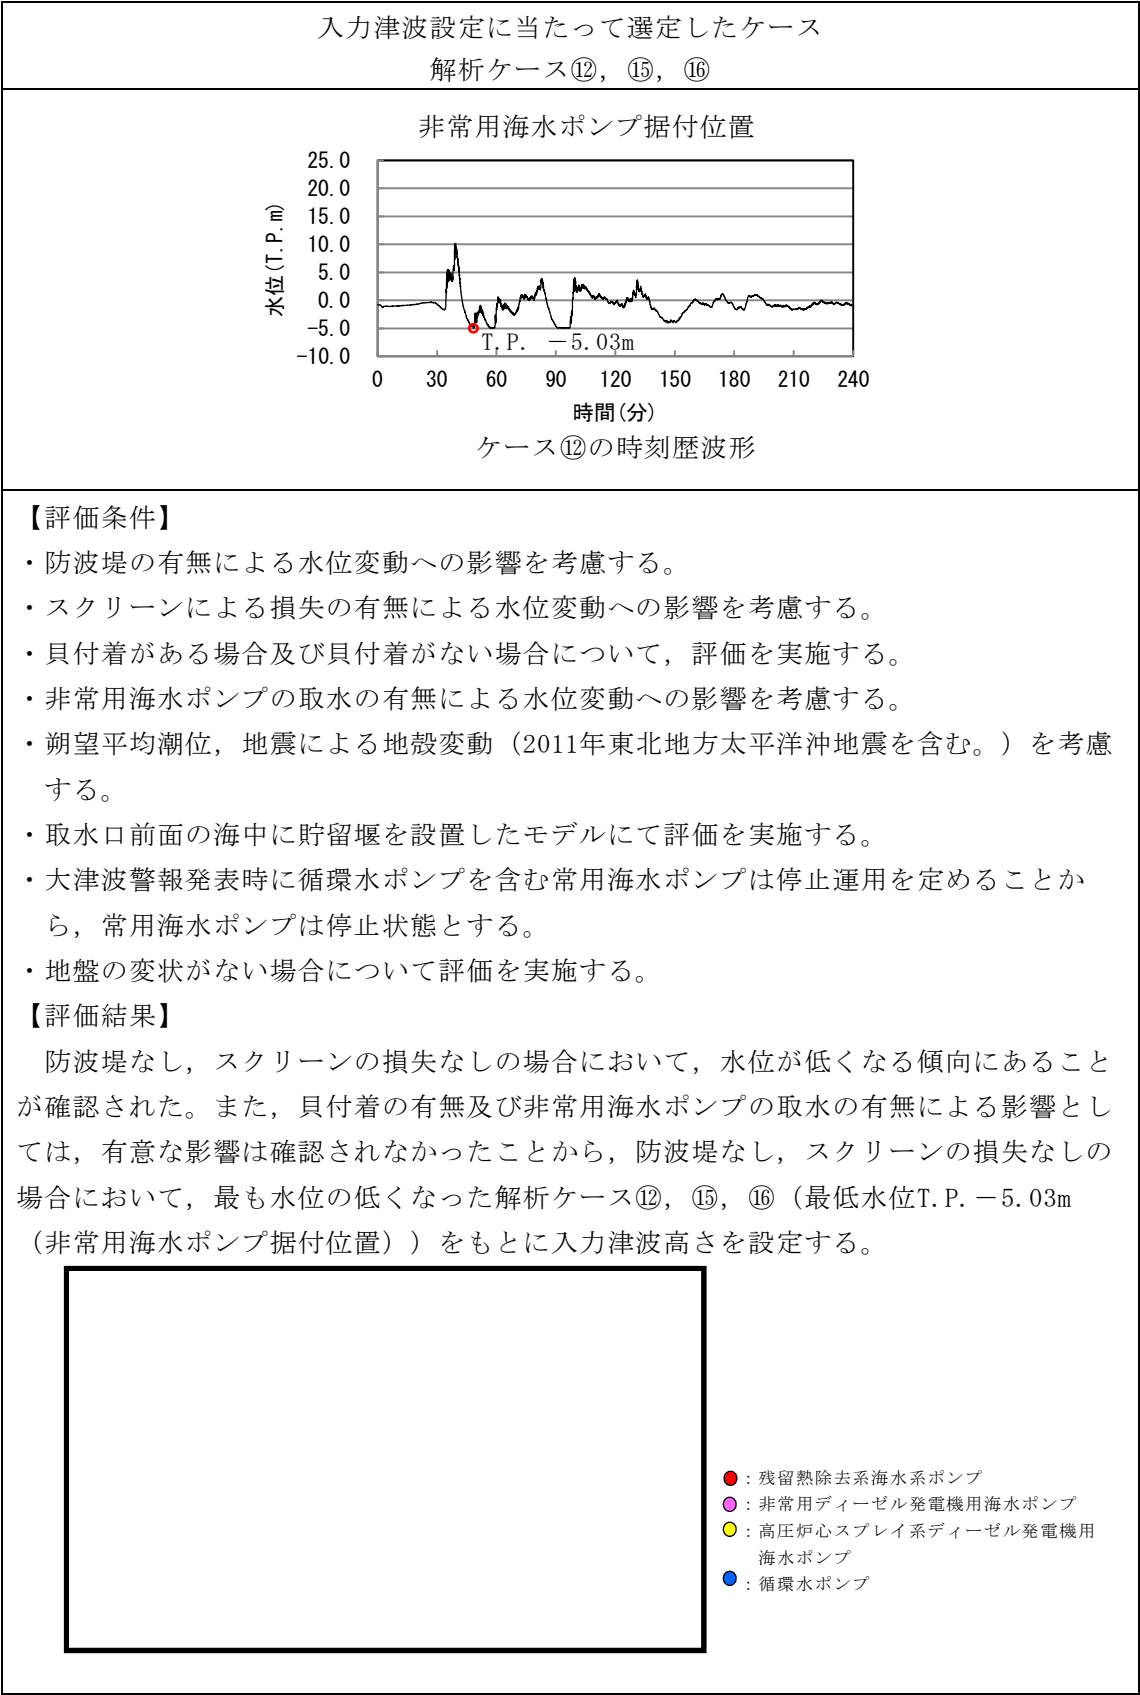 入力津波設定に当たって選定したケース
解析ケース⑫，⑮，⑯
非常用海水ポンプ据付位置
25.0
20.0
15.0
10.0
5.0
0.0
-5.0
-10.0
水位(T.P.m)
T.P. －5.03m
0 30 60 90 120 150 180 210 240
時間(分)
ケース⑫の時刻歴波形
【評価条件】
・防波堤の有無による水位変動への影響を考慮する。
・スクリーンによる損失の有無による水位変動への影響を考慮する。
・貝付着がある場合及び貝付着がない場合について，評価を実施する。
・非常用海水ポンプの取水の有無による水位変動への影響を考慮する。
・朔望平均潮位，地震による地殻変動（2011年東北地方太平洋沖地震を含む。）を考慮
する。
・取水口前面の海中に貯留堰を設置したモデルにて評価を実施する。
・大津波警報発表時に循環水ポンプを含む常用海水ポンプは停止運用を定めることか
ら，常用海水ポンプは停止状態とする。
・地盤の変状がない場合について評価を実施する。
【評価結果】
防波堤なし，スクリーンの損失なしの場合において，水位が低くなる傾向にあること
が確認された。また，貝付着の有無及び非常用海水ポンプの取水の有無による影響とし
ては，有意な影響は確認されなかったことから，防波堤なし，スクリーンの損失なしの
場合において，最も水位の低くなった解析ケース⑫，⑮，⑯（最低水位T.P.－5.03m
（非常用海水ポンプ据付位置））をもとに入力津波高さを設定する。
：残留熱除去系海水系ポンプ
：非常用ディーゼル発電機用海水ポンプ
：高圧炉心スプレイ系ディーゼル発電機用
海水ポンプ
：循環水ポンプ